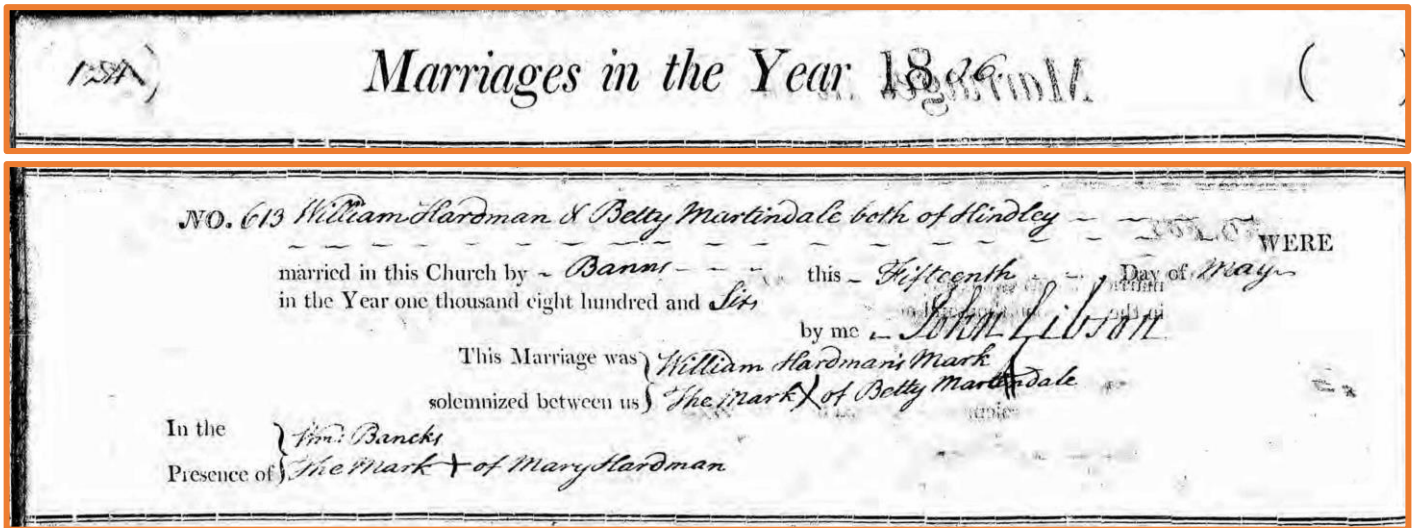 Marriages in the Year 1806.
NO. 613 William Hardman & Betty Martindale both of Hindley
WERE
married in this Church by - Banns - - - this - Fifteenth - - Day of May
in the Year one thousand eight hundred and Six
by me - John Gibson
This Marriage was } William Hardman's Mark
solemnized between us } The Mark X of Betty Martindale
In the } Wm: Bancks
Presence of } The Mark + of Mary Hardman